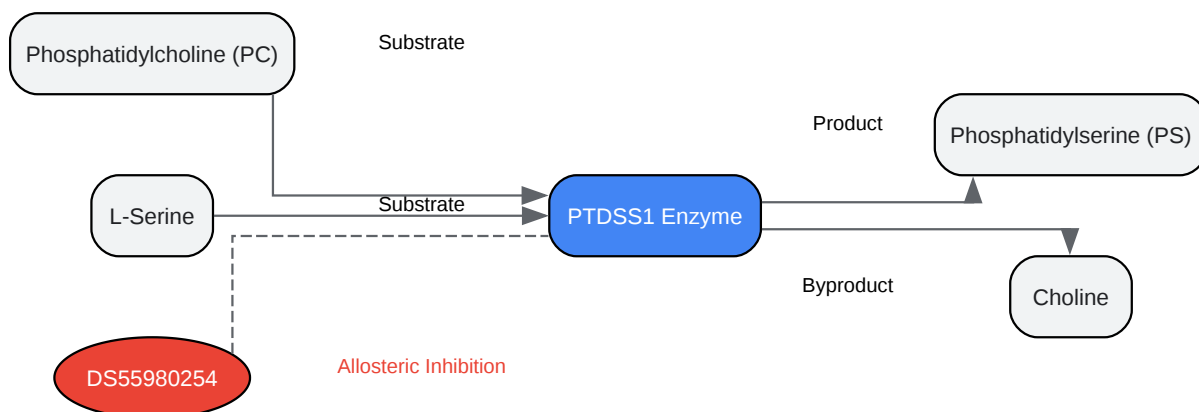 Phosphatidylcholine (PC)
Substrate
Product
Phosphatidylserine (PS)
L-Serine
Substrate
PTDSS1 Enzyme
Byproduct
Choline
DS55980254
Allosteric Inhibition